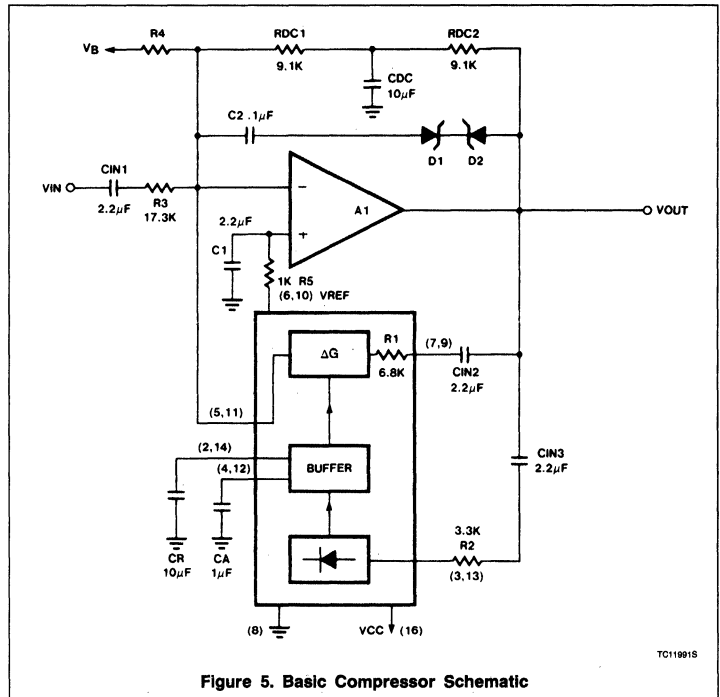 R4
RDC1
RDC2
VB
9.1K
9.1K
CDC
10µF
C2 .1µF
D1
D2
CIN1
VIN
2.2µF
R3
17.3K
2.2µF
−
A1
+
VOUT
C1
1K R5
(6,10) VREF
ΔG
R1
6.8K
(7,9)
CIN2
2.2µF
(5,11)
(2,14)
(4,12)
BUFFER
CIN3
2.2µF
3.3K
R2
(3,13)
CR
10µF
CA
1µF
(8)
VCC
(16)
TC11991S
Figure 5. Basic Compressor Schematic